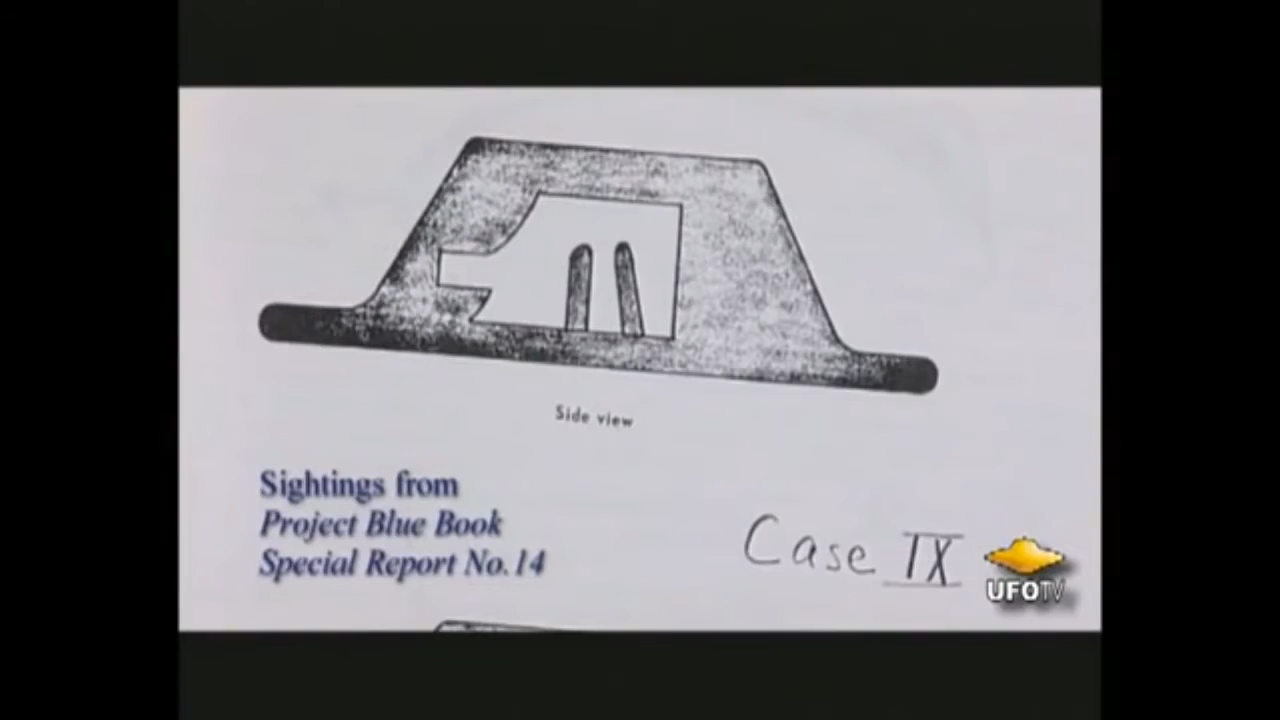 Side view
Sightings from
Project Blue Book
Special Report No. 14
Case IX
UFOTV